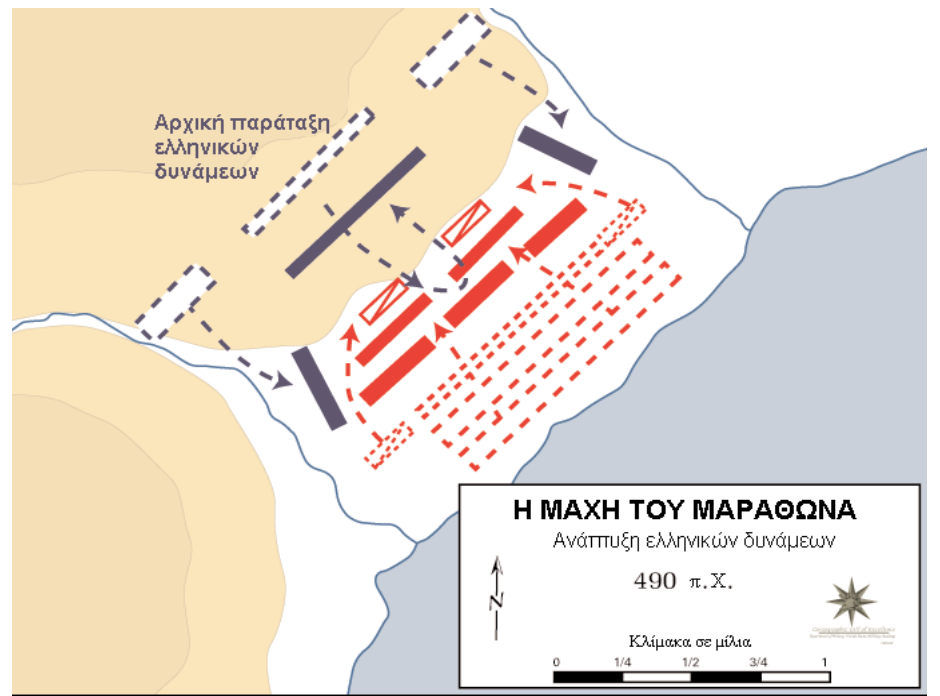 Αρχική παράταξη
ελληνικών
δυνάμεων
Η ΜΑΧΗ ΤΟΥ ΜΑΡΑΘΩΝΑ
Ανάπτυξη ελληνικών δυνάμεων
490 π.Χ.
N
Κλίμακα σε μίλια
0 1/4 1/2 3/4 1